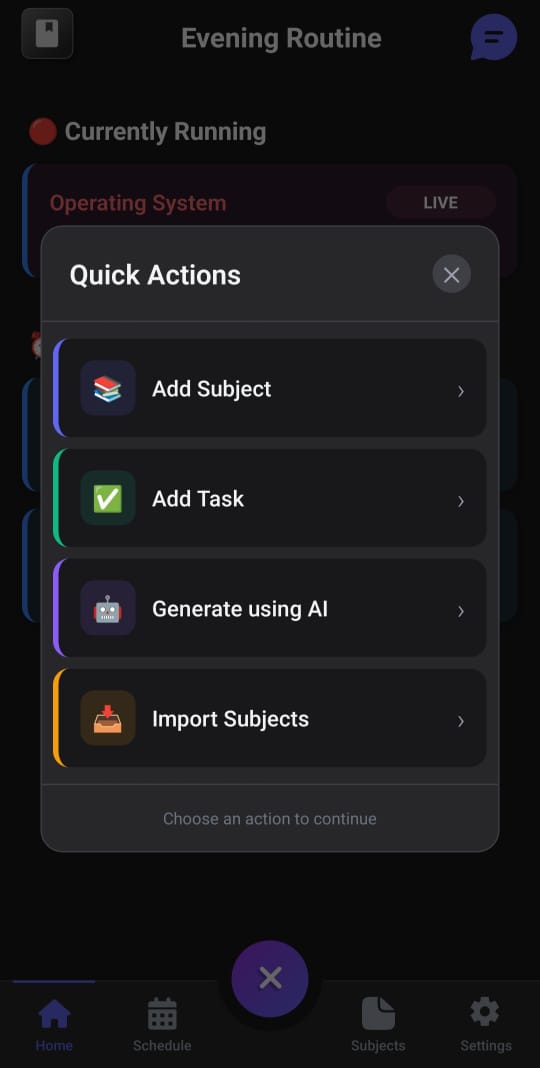 Evening Routine
Currently Running
Operating System
LIVE
Quick Actions
Add Subject
Add Task
Generate using AI
Import Subjects
Choose an action to continue
Home
Schedule
Subjects
Settings